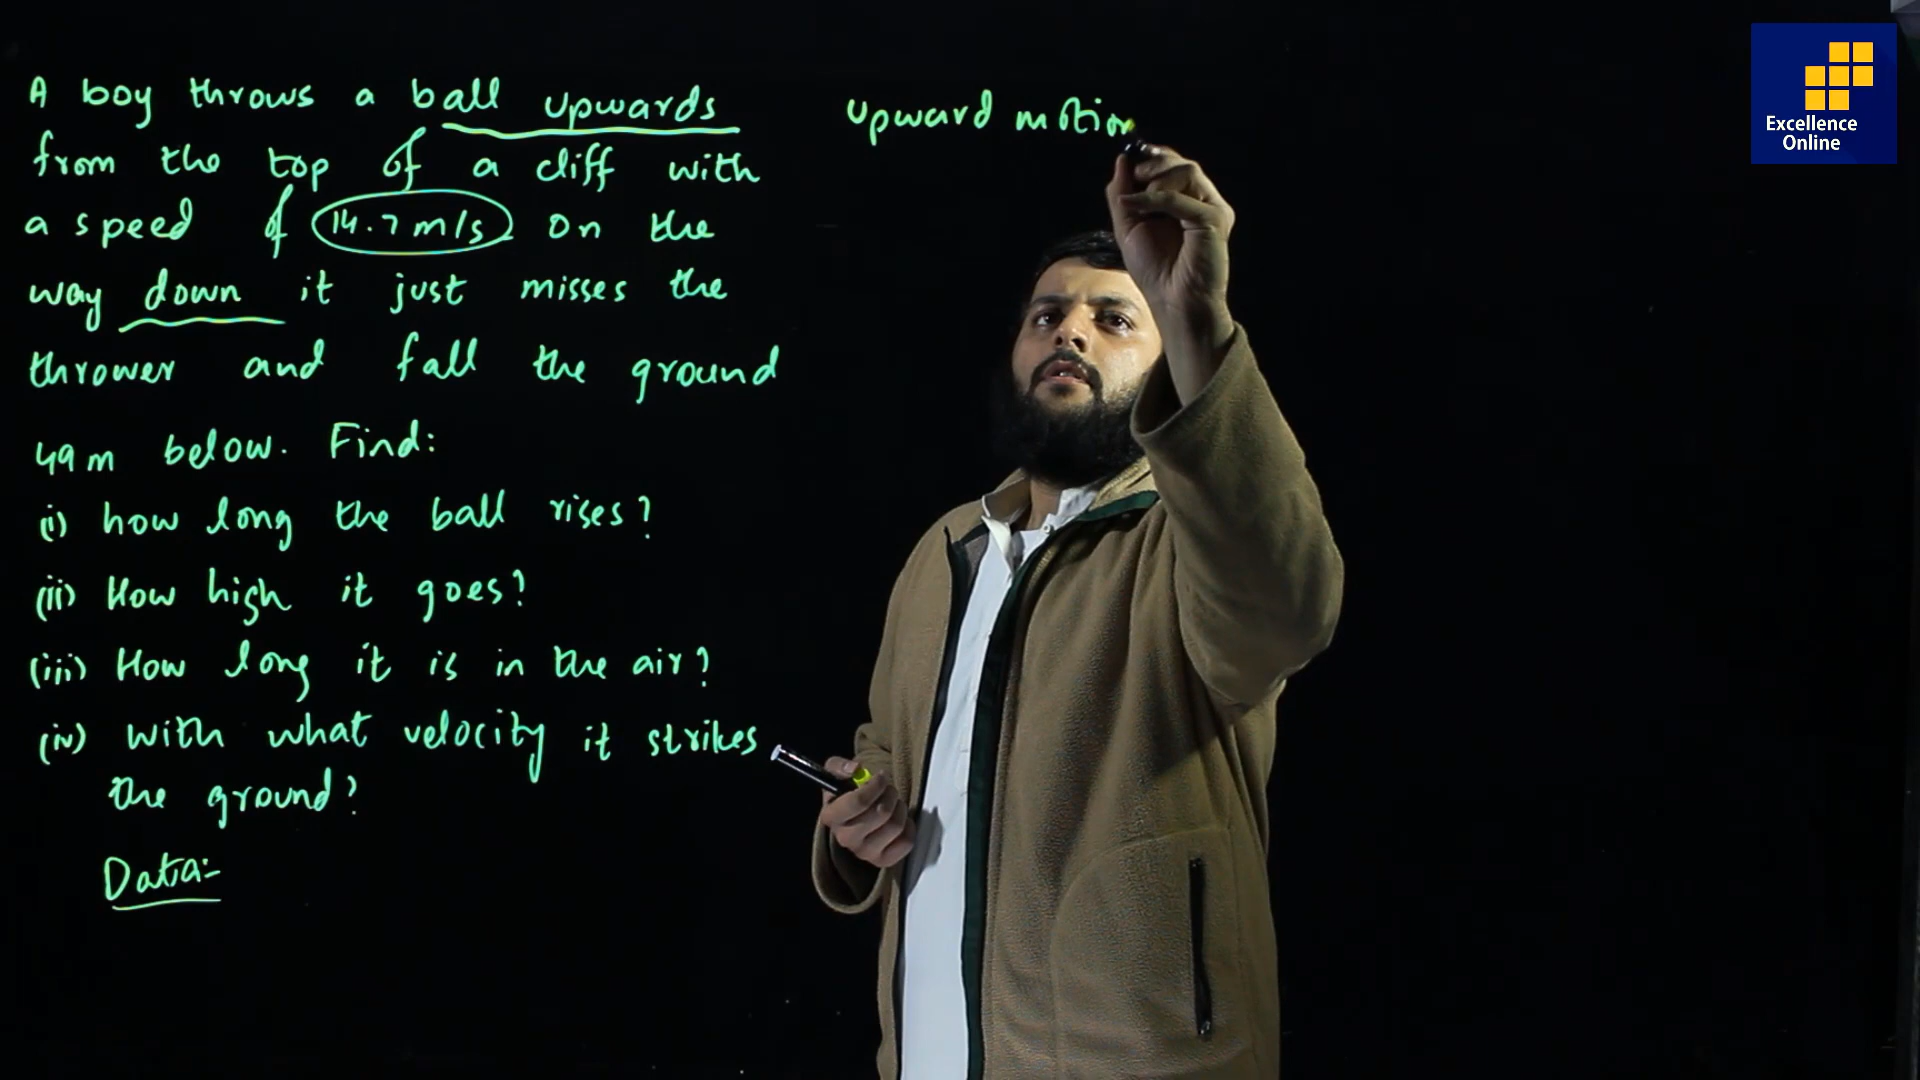 A boy throws a ball upwards
from the top of a cliff with
a speed of 14.7 m/s on the
way down it just misses the
thrower and fall the ground
49m below. Find:
(i) how long the ball rises?
(ii) How high it goes?
(iii) How long it is in the air?
(iv) with what velocity it strikes
the ground?
Data:-
upward motion
Excellence
Online